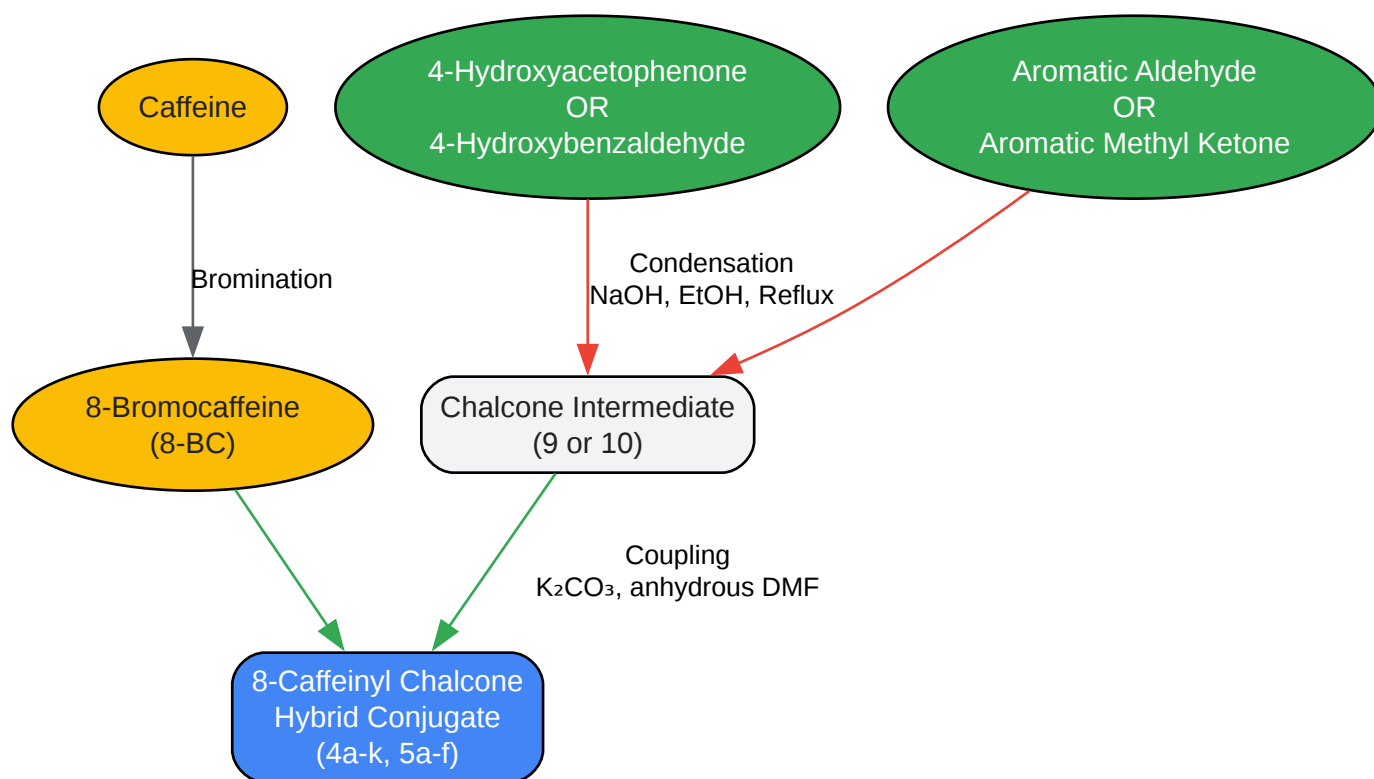 Caffeine
4-Hydroxyacetophenone
OR
4-Hydroxybenzaldehyde
Aromatic Aldehyde
OR
Aromatic Methyl Ketone
Bromination
Condensation
NaOH, EtOH, Reflux
8-Bromocaffeine
(8-BC)
Chalcone Intermediate
(9 or 10)
Coupling
K₂CO₃, anhydrous DMF
8-Caffeinyl Chalcone
Hybrid Conjugate
(4a-k, 5a-f)